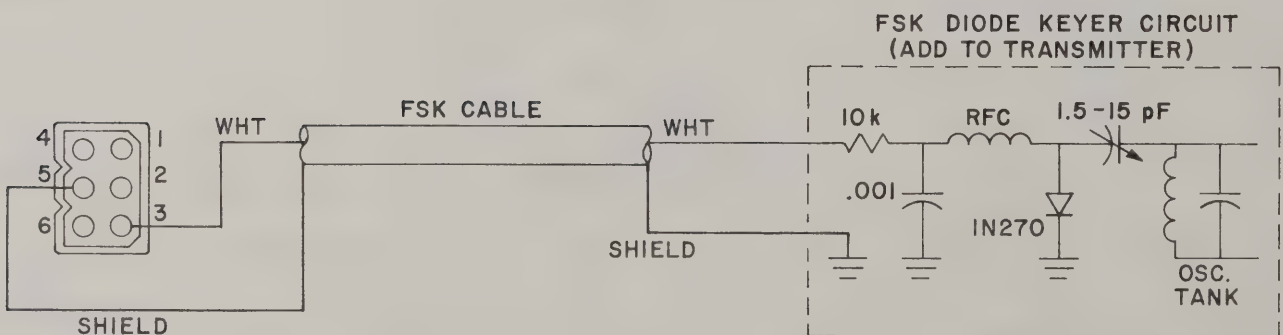 FSK DIODE KEYER CIRCUIT
(ADD TO TRANSMITTER)
FSK CABLE
WHT
WHT
10k
RFC
1.5-15 pF
4
1
5
2
6
3
.001
1N270
SHIELD
OSC.
TANK
SHIELD